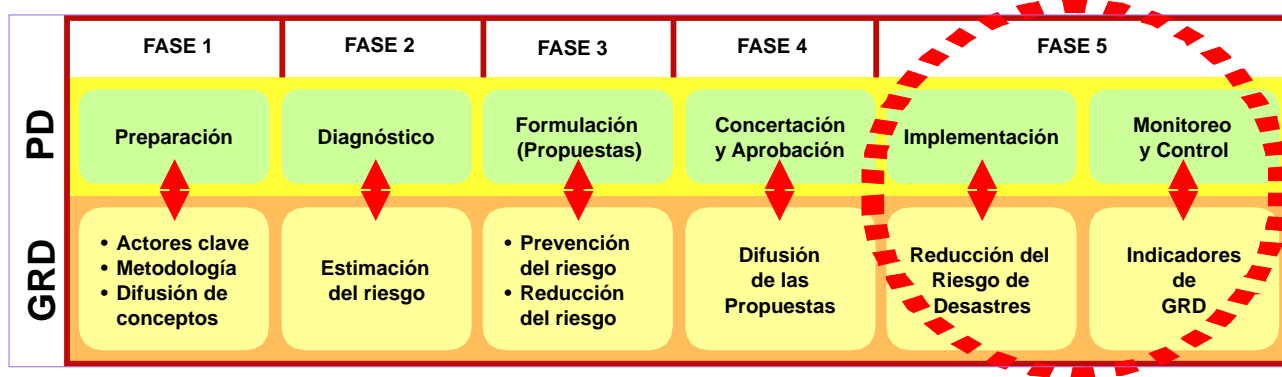 FASE 1
FASE 2
FASE 3
FASE 4
FASE 5
PD
Preparación
Diagnóstico
Formulación
(Propuestas)
Concertación
y Aprobación
Implementación
Monitoreo
y Control
GRD
• Actores clave
• Metodología
• Difusión de
conceptos
Estimación
del riesgo
• Prevención
del riesgo
• Reducción
del riesgo
Difusión
de las
Propuestas
Reducción del
Riesgo de
Desastres
Indicadores
de
GRD